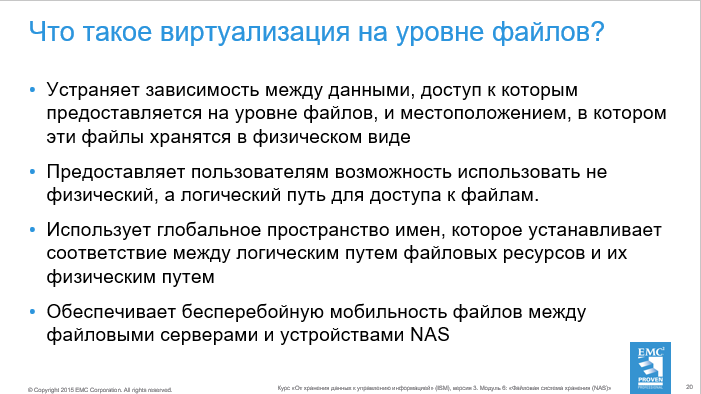 Что такое виртуализация на уровне файлов?
• Устраняет зависимость между данными, доступ к которым
предоставляется на уровне файлов, и местоположением, в котором
эти файлы хранятся в физическом виде
• Предоставляет пользователям возможность использовать не
физический, а логический путь для доступа к файлам.
• Использует глобальное пространство имен, которое устанавливает
соответствие между логическим путем файловых ресурсов и их
физическим путем
• Обеспечивает бесперебойную мобильность файлов между
файловыми серверами и устройствами NAS
EMC²
PROVEN
PROFESSIONAL
© Copyright 2015 EMC Corporation. All rights reserved.
Курс «От хранения данных к управлению информацией» (ISM), версия 3. Модуль 6: «Файловая система хранения (NAS)»
20